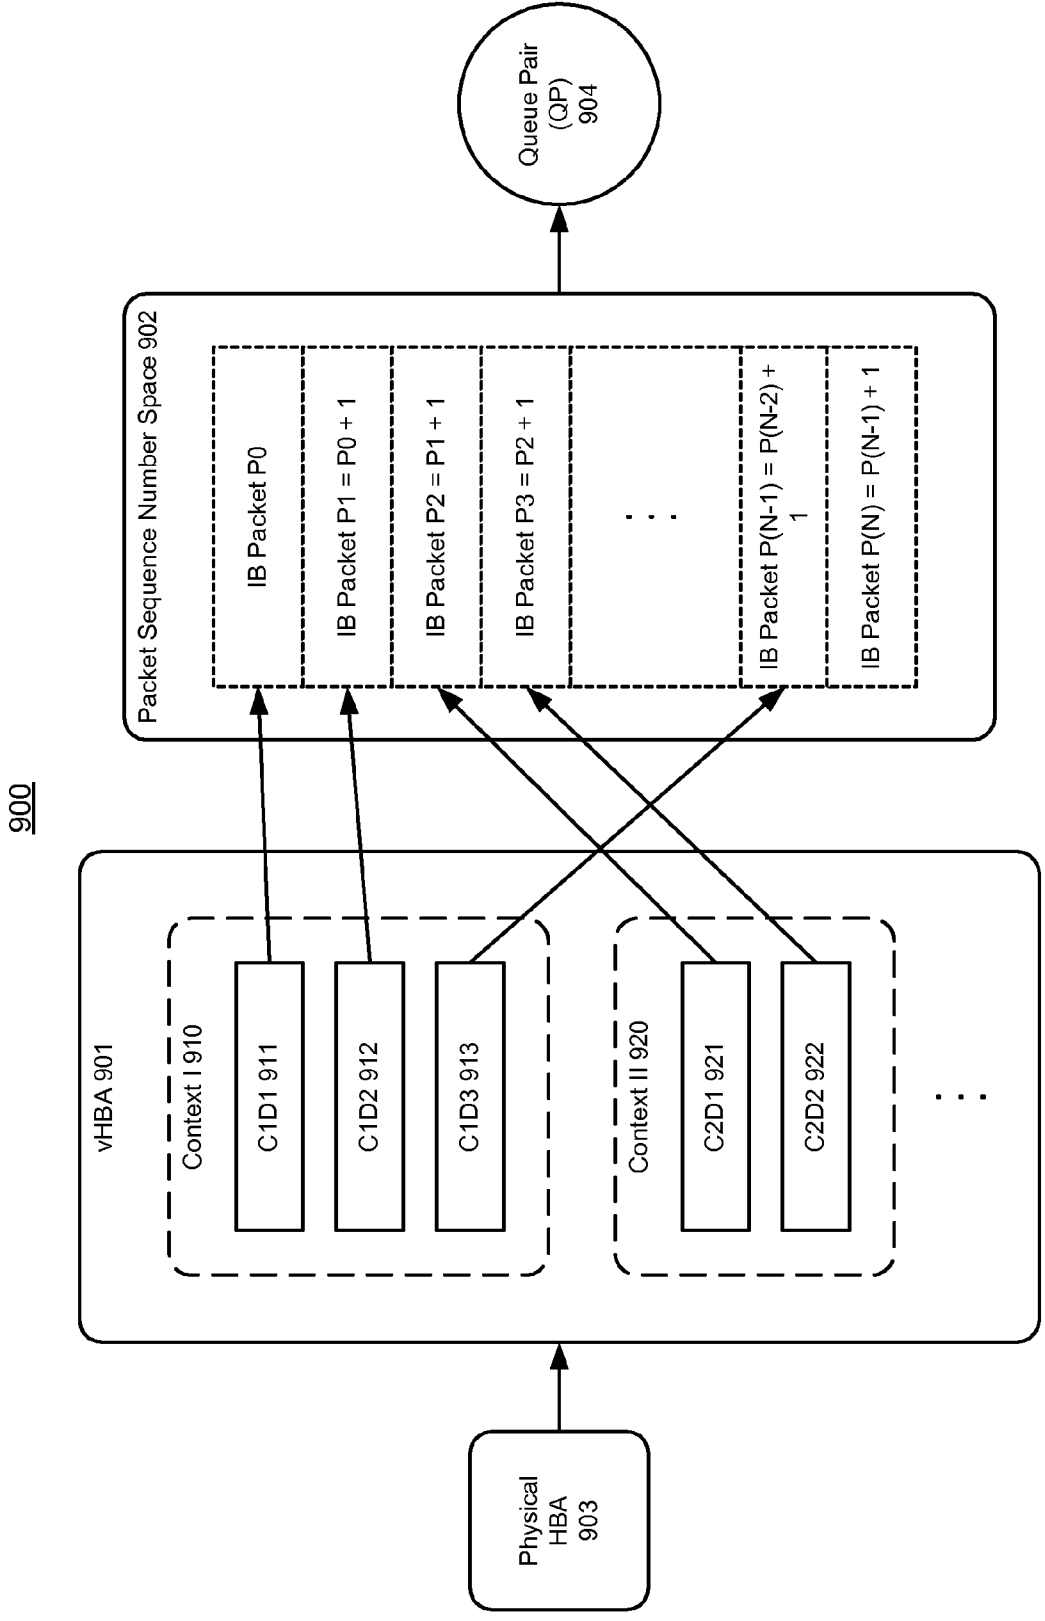 900
Physical
HBA
903
vHBA 901
Context I 910
C1D1 911
C1D2 912
C1D3 913
Context II 920
C2D1 921
C2D2 922
. . .
Packet Sequence Number Space 902
IB Packet P0
IB Packet P1 = P0 + 1
IB Packet P2 = P1 + 1
IB Packet P3 = P2 + 1
. . .
IB Packet P(N-1) = P(N-2) +
1
IB Packet P(N) = P(N-1) + 1
Queue Pair
(QP)
904